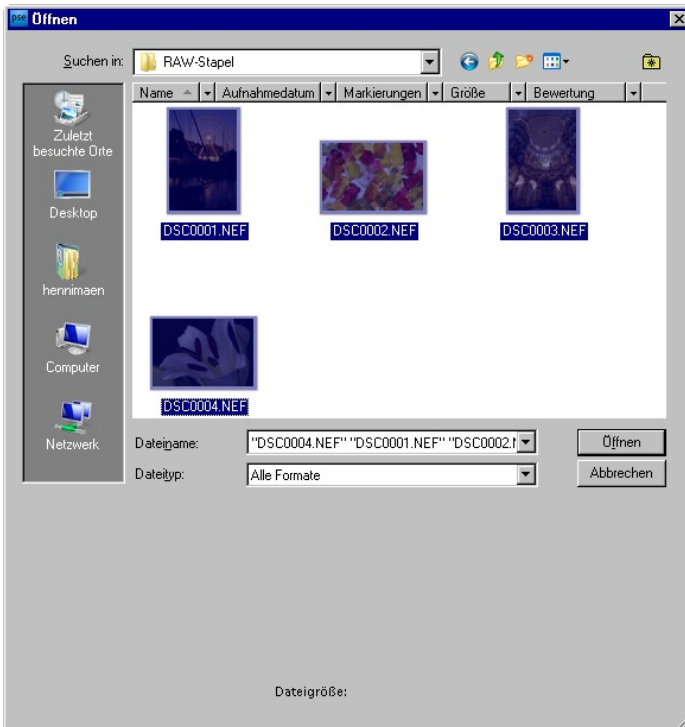 pse Öffnen
Suchen in: RAW-Stapel
Name Aufnahmedatum Markierungen Größe Bewertung
Zuletzt
besuchte Orte
Desktop
hennimaen
Computer
Netzwerk
DSC0001.NEF DSC0002.NEF DSC0003.NEF
DSC0004.NEF
Dateiname: "DSC0004.NEF" "DSC0001.NEF" "DSC0002.N Öffnen
Dateityp: Alle Formate Abbrechen
Dateigröße: